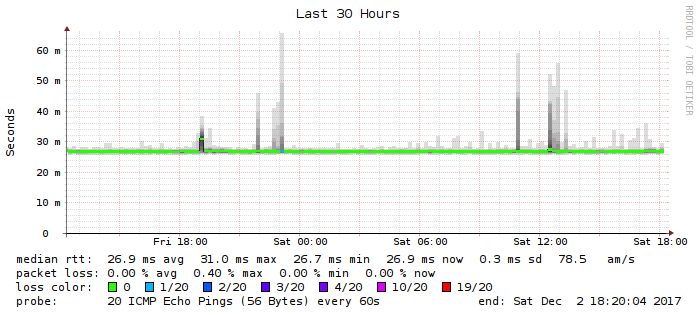 Last 30 Hours
RRDTOOL / TOBI OETIKER
Seconds
60 m
50 m
40 m
30 m
20 m
10 m
0
Fri 18:00 Sat 00:00 Sat 06:00 Sat 12:00 Sat 18:00
median rtt: 26.9 ms avg 31.0 ms max 26.7 ms min 26.9 ms now 0.3 ms sd 78.5 am/s
packet loss: 0.00 % avg 0.40 % max 0.00 % min 0.00 % now
loss color: 0 1/20 2/20 3/20 4/20 10/20 19/20
probe: 20 ICMP Echo Pings (56 Bytes) every 60s end: Sat Dec 2 18:20:04 2017